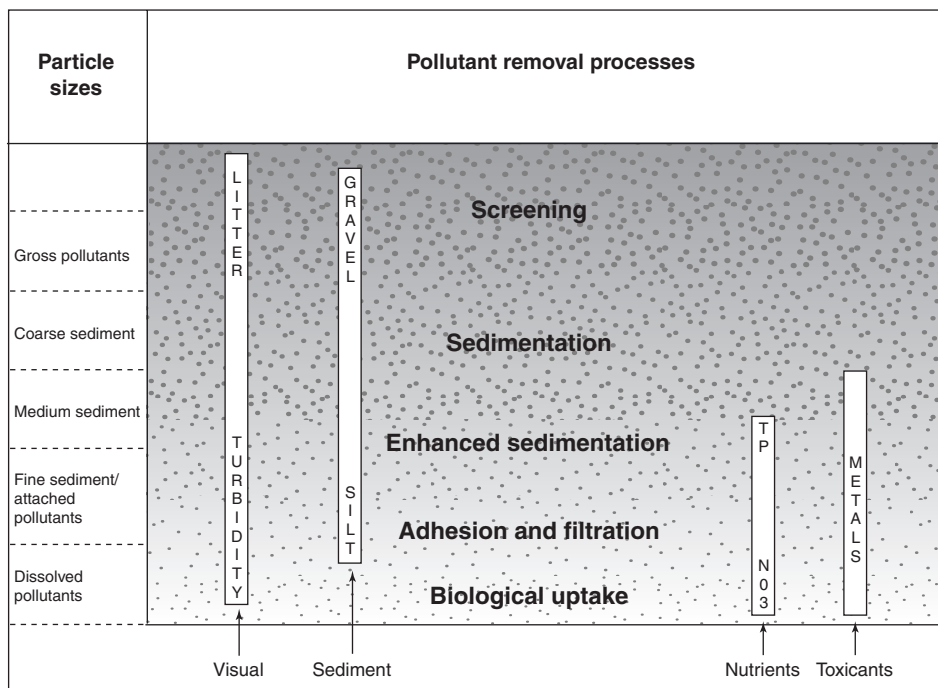 Particle
sizes
Pollutant removal processes
Gross pollutants
Coarse sediment
Medium sediment
Fine sediment/
attached
pollutants
Dissolved
pollutants
LITTER
TURBIDITY
GRAVEL
SILT
Screening
Sedimentation
Enhanced sedimentation
Adhesion and filtration
Biological uptake
TP
N03
METALS
Visual
Sediment
Nutrients
Toxicants